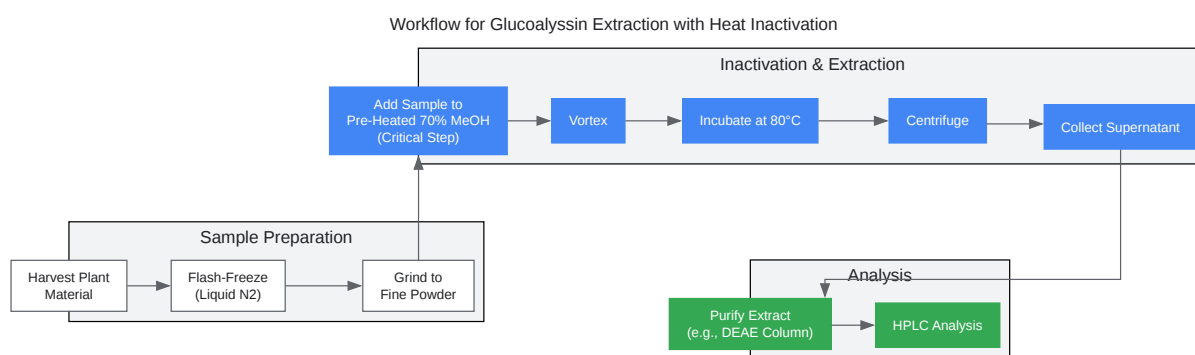 Workflow for Glucoalyssin Extraction with Heat Inactivation
Inactivation & Extraction
Add Sample to
Pre-Heated 70% MeOH
(Critical Step)
Vortex
Incubate at 80°C
Centrifuge
Collect Supernatant
Sample Preparation
Harvest Plant
Material
Flash-Freeze
(Liquid N2)
Grind to
Fine Powder
Analysis
Purify Extract
(e.g., DEAE Column)
HPLC Analysis